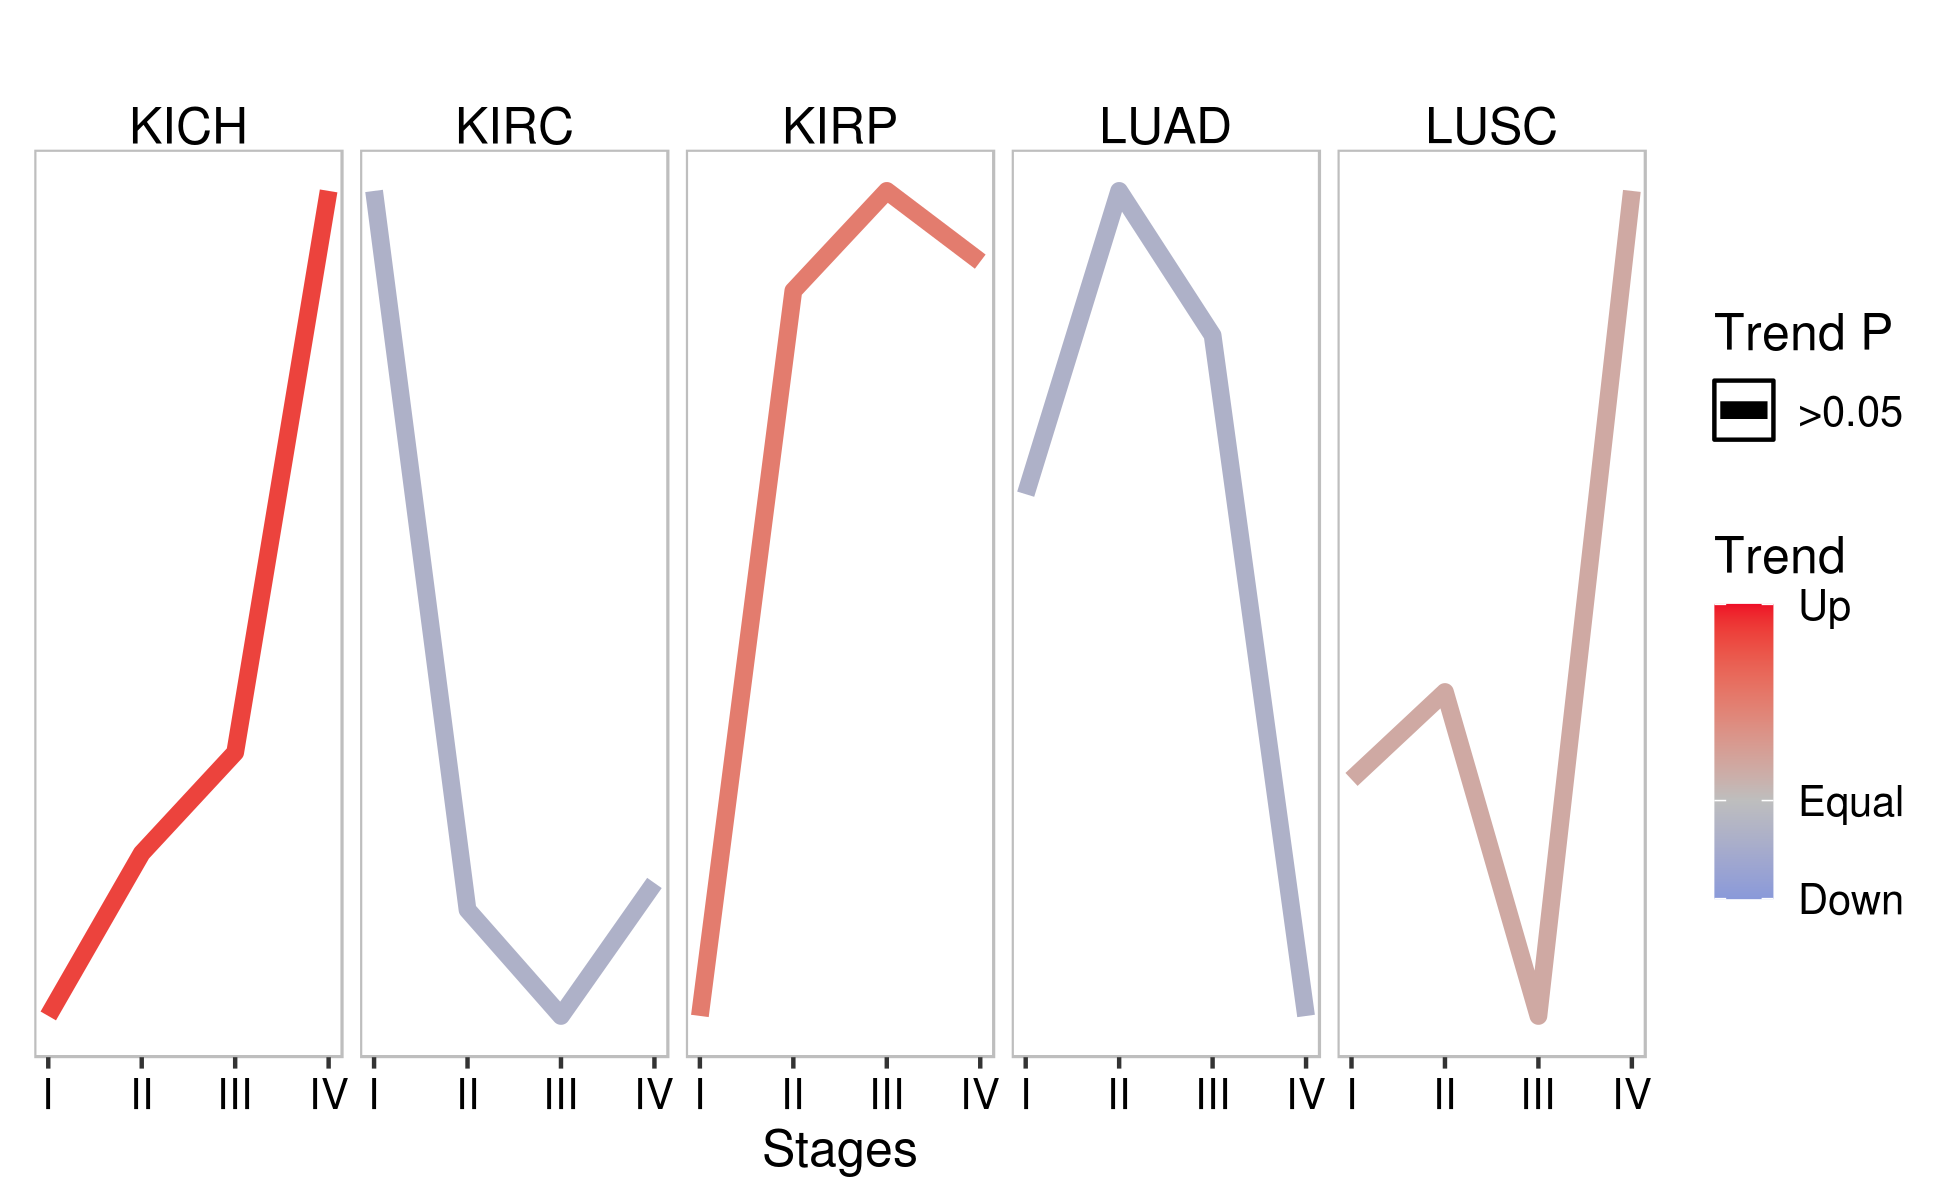 KICH KIRC KIRP LUAD LUSC
Trend P
>0.05
Trend
Up
Equal
Down
I II III IV I II III IV I II III IV I II III IV I II III IV
Stages